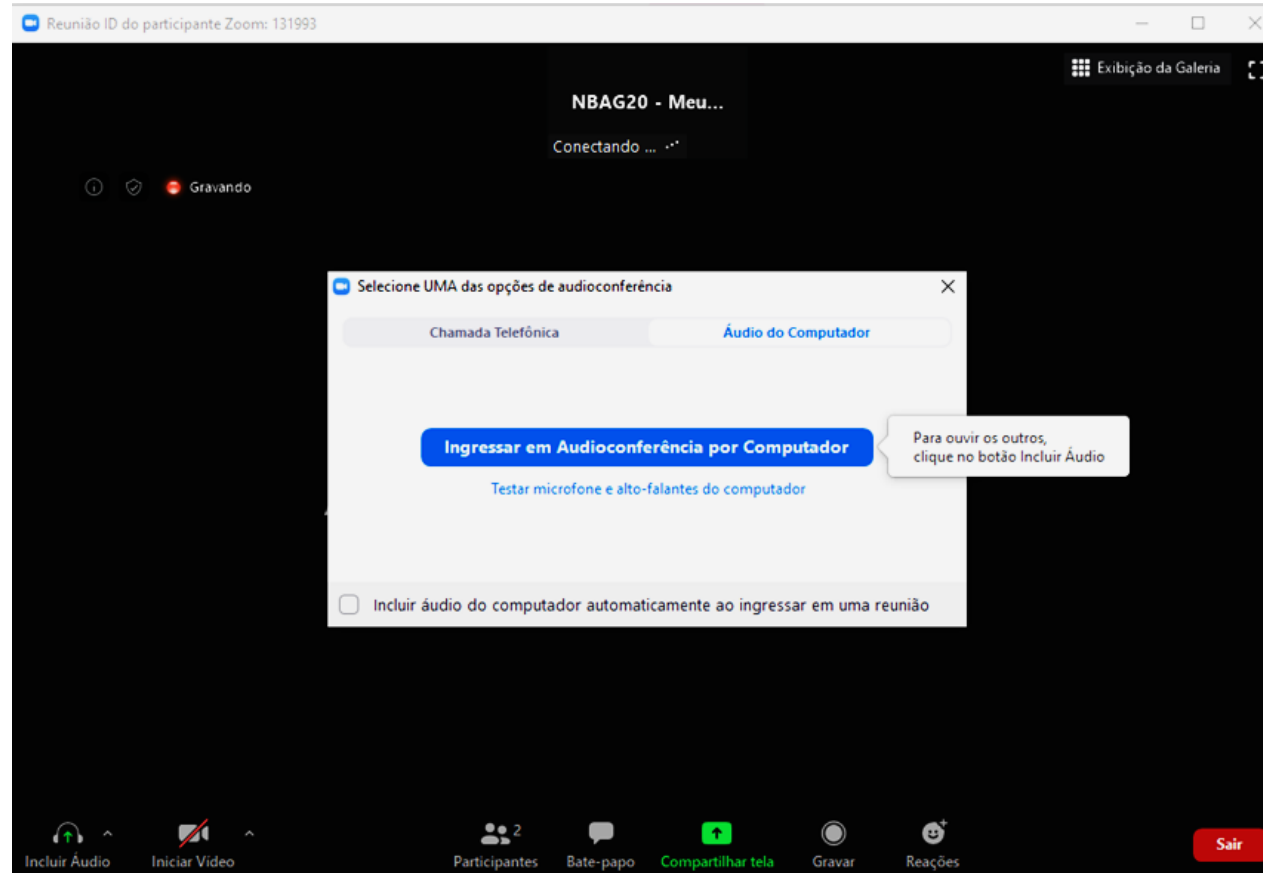 Reunião ID do participante Zoom: 131993
Exibição da Galeria
NBAG20 - Meu...
Conectando ...
Gravando
Selecione UMA das opções de audioconferência
Chamada Telefônica
Áudio do Computador
Ingressar em Audioconferência por Computador
Para ouvir os outros,
clique no botão Incluir Áudio
Testar microfone e alto-falantes do computador
Incluir áudio do computador automaticamente ao ingressar em uma reunião
Incluir Áudio
Iniciar Vídeo
2
Participantes
Bate-papo
Compartilhar tela
Gravar
Reações
Sair